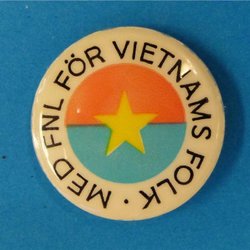 MED FNL FÖR VIETNAMS FOLK ·